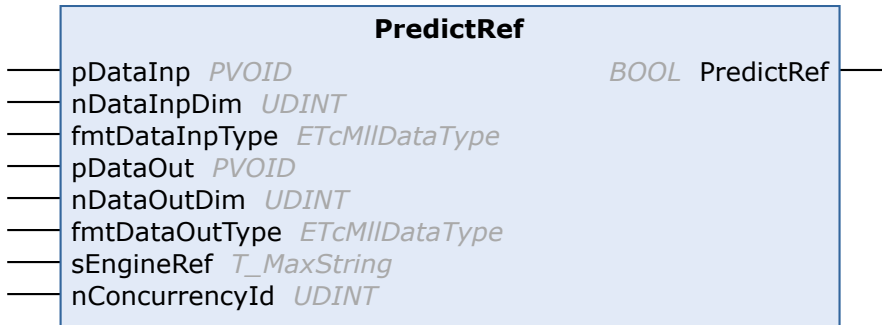 PredictRef
pDataInp PVOID BOOL PredictRef
nDataInpDim UDINT
fmtDataInpType ETcMllDataType
pDataOut PVOID
nDataOutDim UDINT
fmtDataOutType ETcMllDataType
sEngineRef T_MaxString
nConcurrencyId UDINT